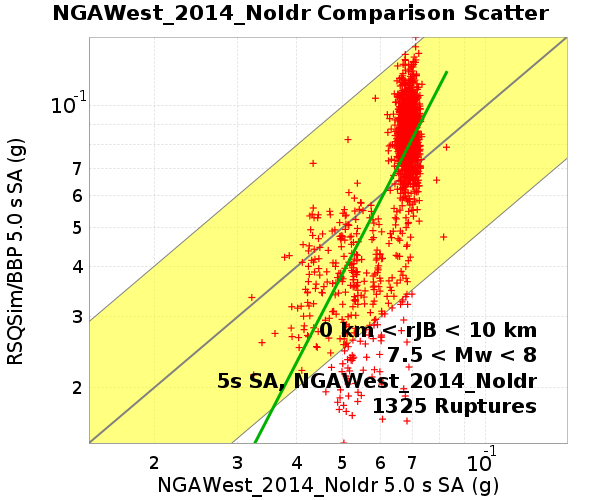 NGAWest_2014_NoIdr Comparison Scatter
RSQSim/BBP 5.0 s SA (g)
10^-1
7
6
5
4
3
2
0 km < rJB < 10 km
7.5 < Mw < 8
5s SA, NGAWest_2014_NoIdr
1325 Ruptures
2 3 4 5 6 7 10^-1
NGAWest_2014_NoIdr 5.0 s SA (g)